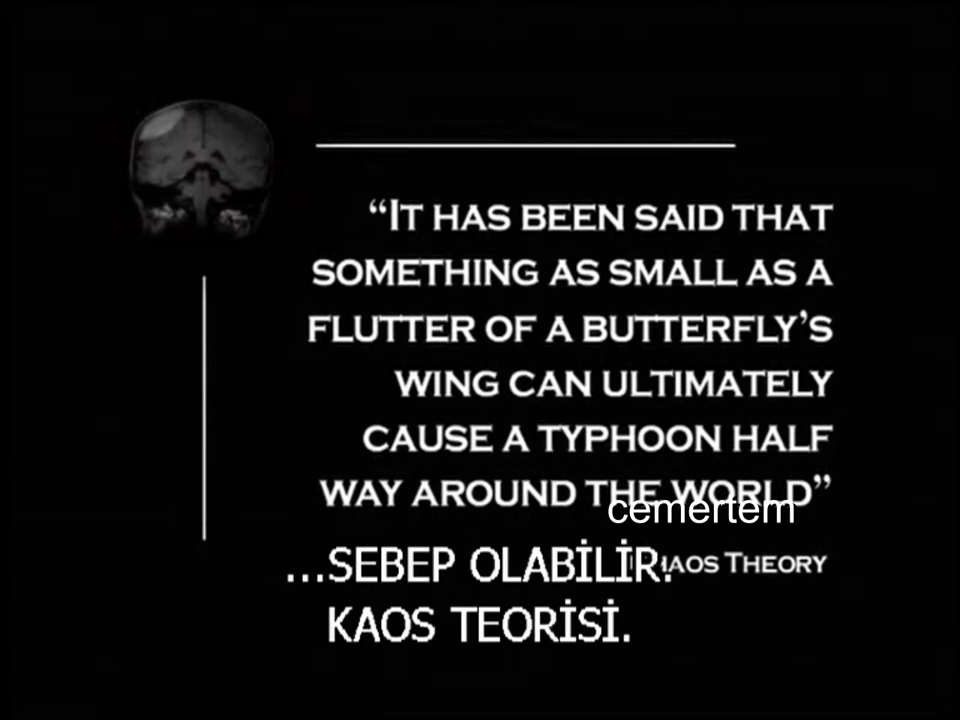 “IT HAS BEEN SAID THAT
SOMETHING AS SMALL AS A
FLUTTER OF A BUTTERFLY’S
WING CAN ULTIMATELY
CAUSE A TYPHOON HALF
WAY AROUND THE WORLD”
cemertem
CHAOS THEORY
...SEBEP OLABİLİR.
KAOS TEORİSİ.